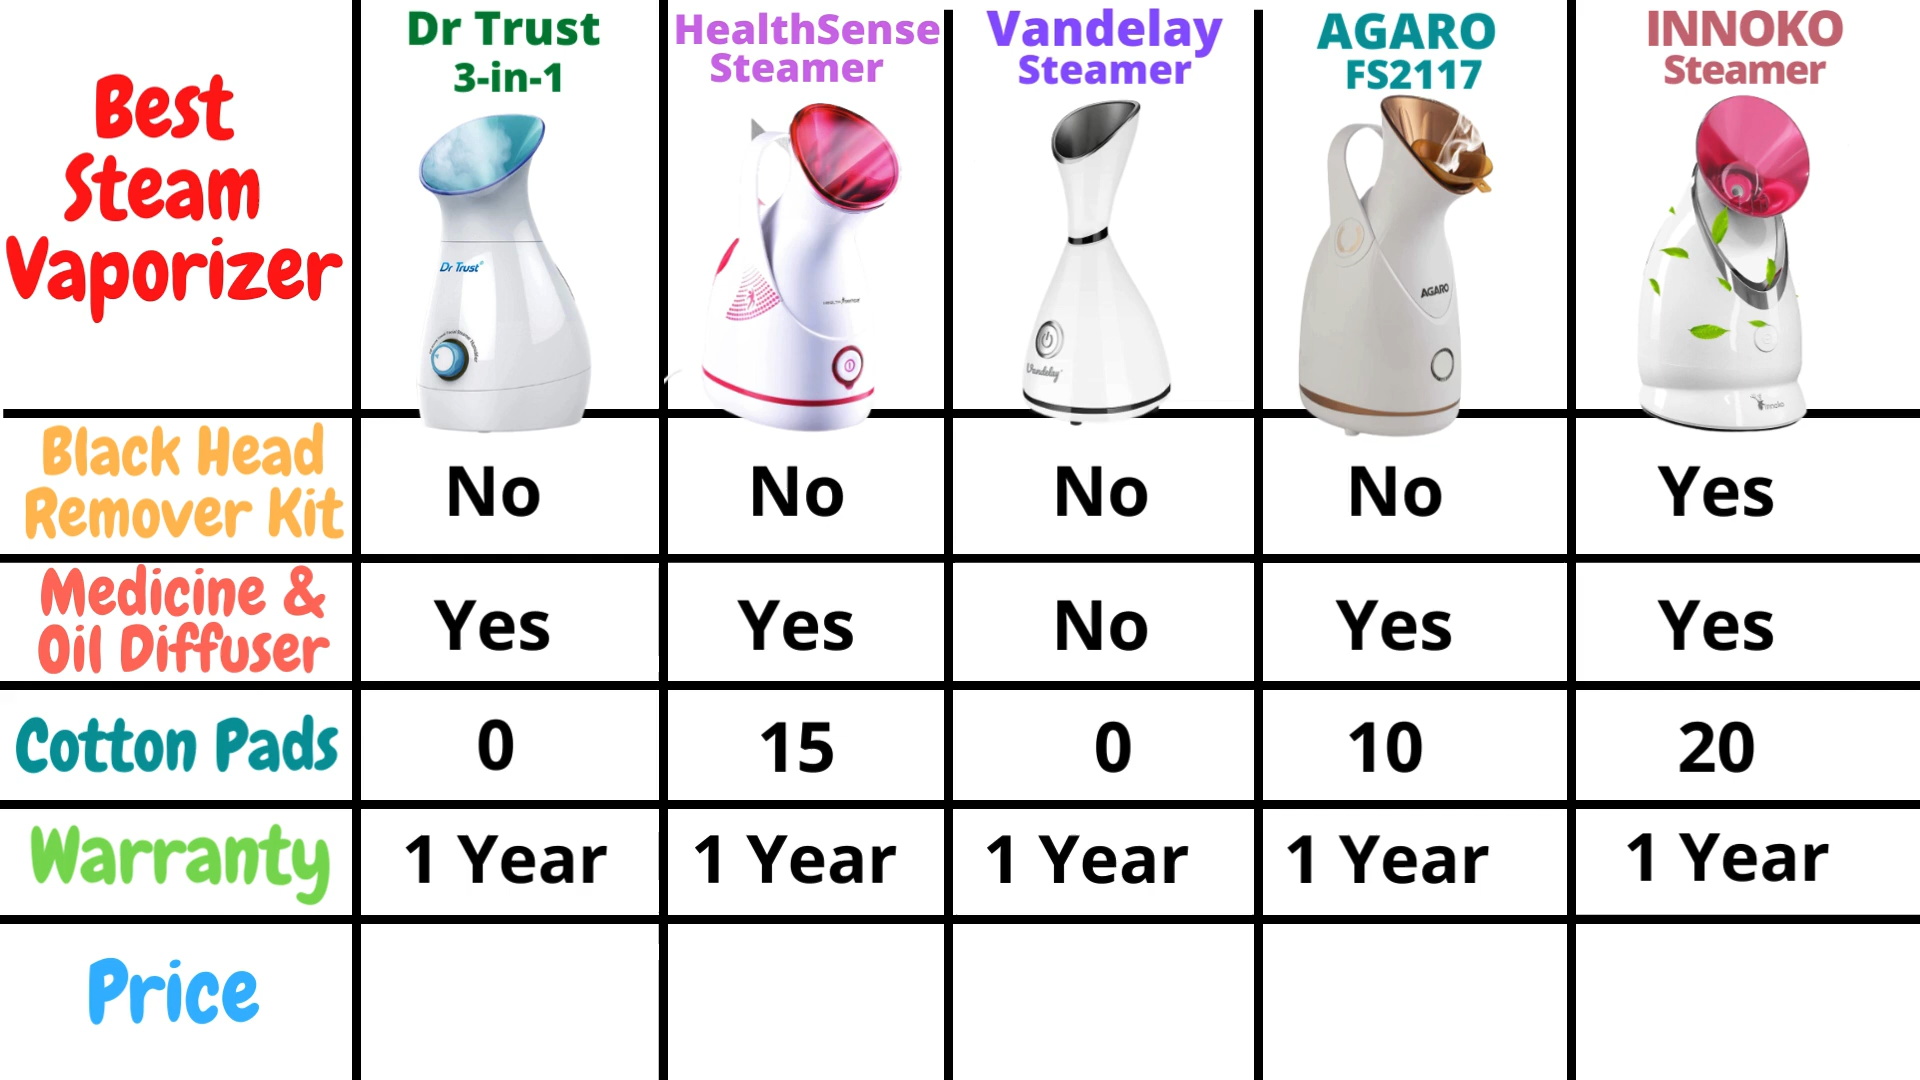 Best
Steam
Vaporizer
Dr Trust
3-in-1
HealthSense
Steamer
Vandelay
Steamer
AGARO
FS2117
INNOKO
Steamer
Dr Trust
Vandelay
AGARO
innoko
Black Head
Remover Kit
No
No
No
No
Yes
Medicine &
Oil Diffuser
Yes
Yes
No
Yes
Yes
Cotton Pads
0
15
0
10
20
Warranty
1 Year
1 Year
1 Year
1 Year
1 Year
Price